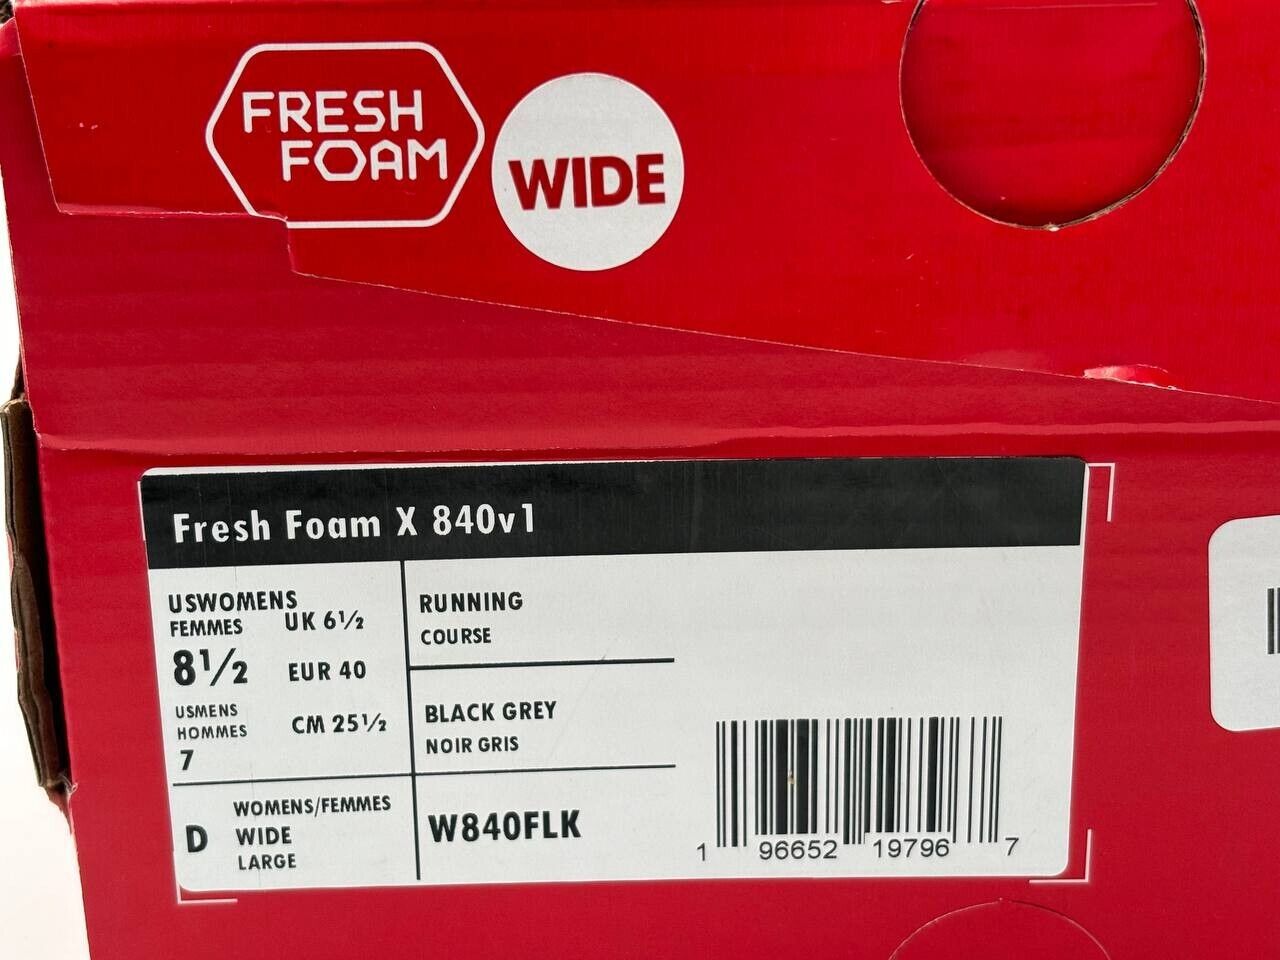 FRESH
FOAM
WIDE
Fresh Foam X 840v1
USWOMENS
FEMMES
8½
UK 6½
EUR 40
USMENS
HOMMES
7
CM 25½
RUNNING
COURSE
BLACK GREY
NOIR GRIS
D
WOMENS/FEMMES
WIDE
LARGE
W840FLK
1 96652 19796 7